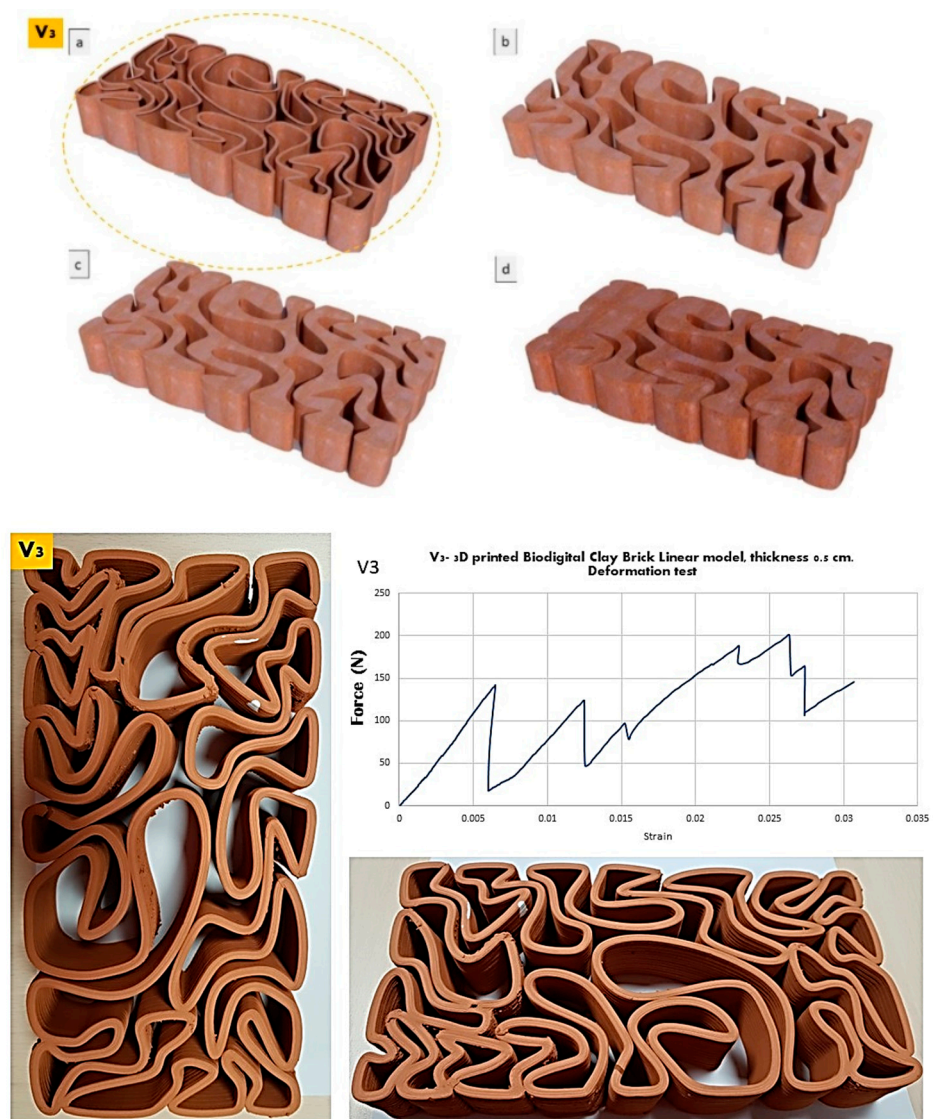 V3
a
b
c
d
V3
V3
V3- 3D printed Biodigital Clay Brick Linear model, thickness 0.5 cm.
Deformation test
250
200
150
100
50
0
Force (N)
0
0.005
0.01
0.015
0.02
0.025
0.03
0.035
Strain